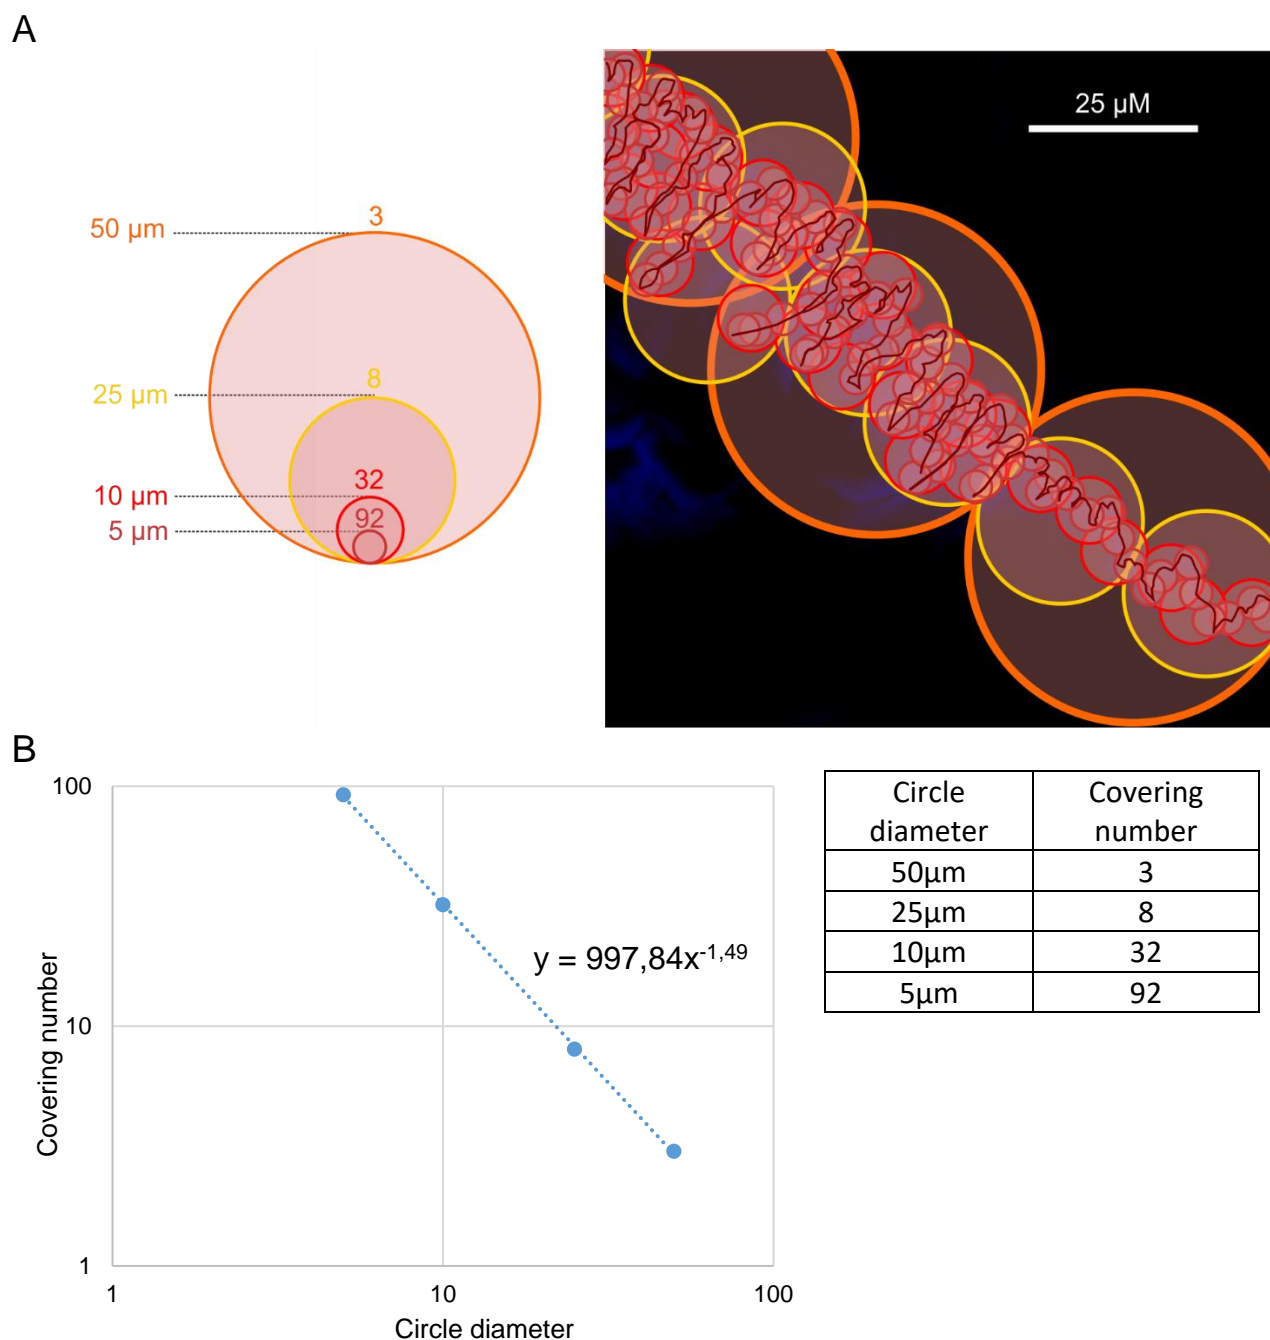 A
25 µM
3
50 µm
8
25 µm
32
10 µm
92
5 µm
B
100
10
1
1
10
100
Covering number
Circle diameter
y = 997,84x-1,49
Circle diameter
Covering number
50µm 3
25µm 8
10µm 32
5µm 92